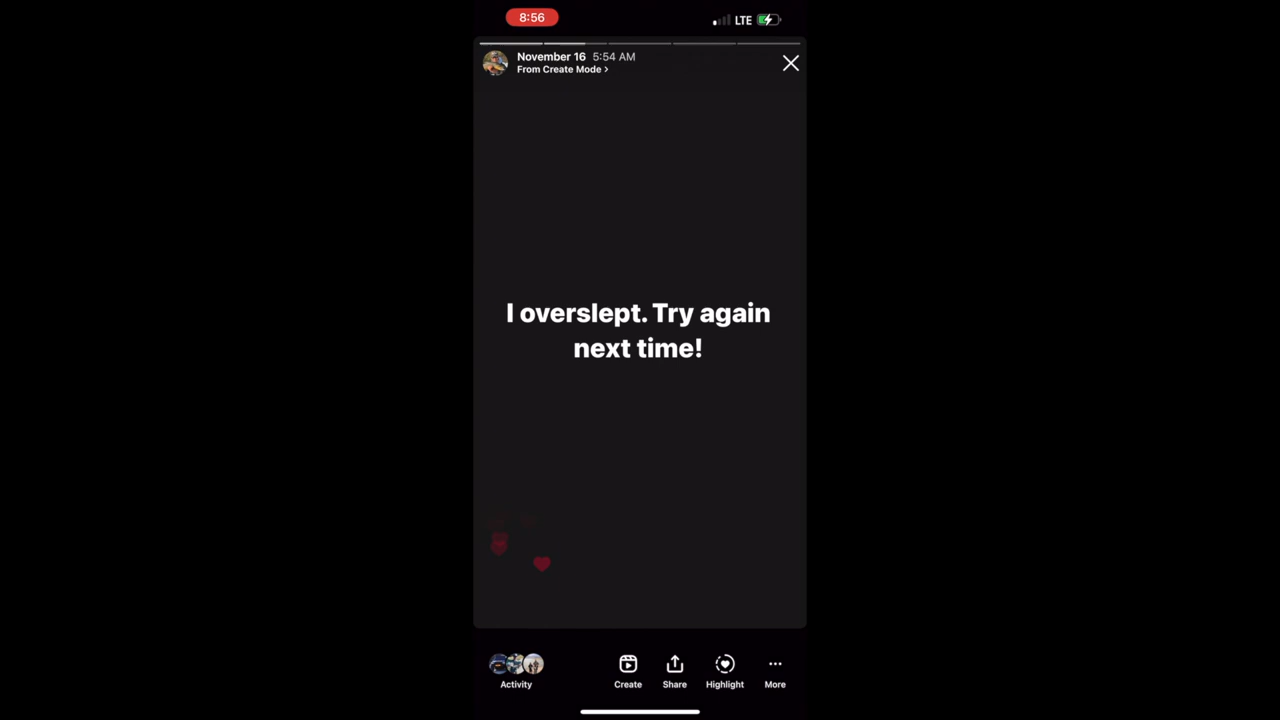 8:56
LTE
November 16 5:54 AM
From Create Mode >
I overslept. Try again
next time!
Activity
Create
Share
Highlight
More